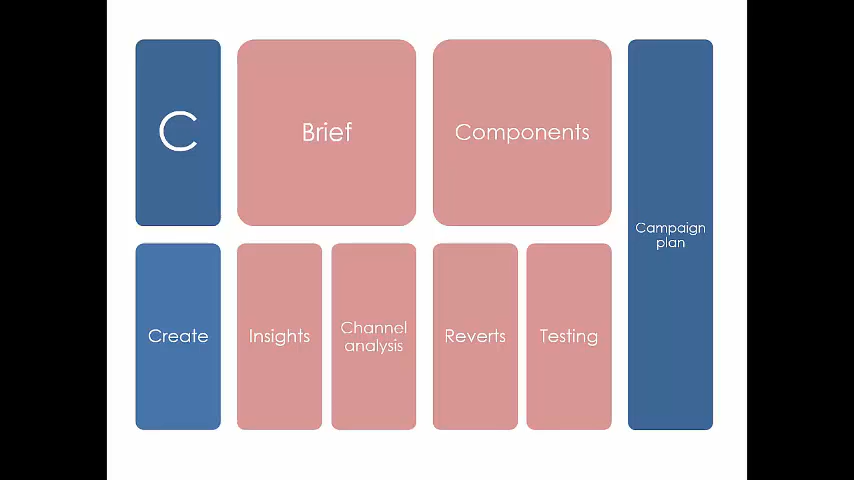 C
Brief
Components
Campaign
plan
Create
Insights
Channel
analysis
Reverts
Testing